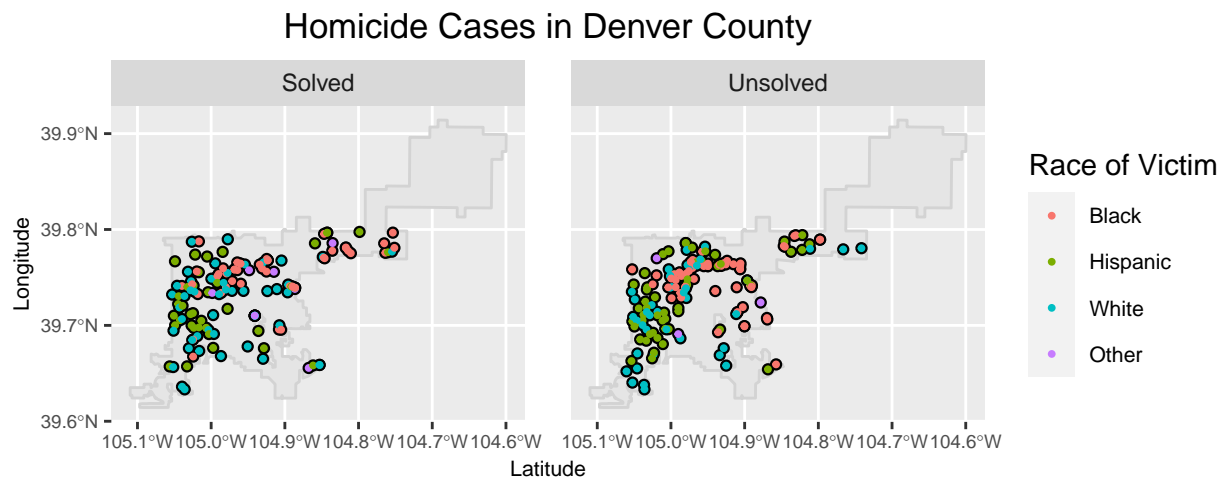 Homicide Cases in Denver County
Solved
Unsolved
39.9°N
39.8°N
39.7°N
39.6°N
105.1°W 105.0°W 104.9°W 104.8°W 104.7°W 104.6°W
105.1°W 105.0°W 104.9°W 104.8°W 104.7°W 104.6°W
Longitude
Latitude
Race of Victim
Black
Hispanic
White
Other